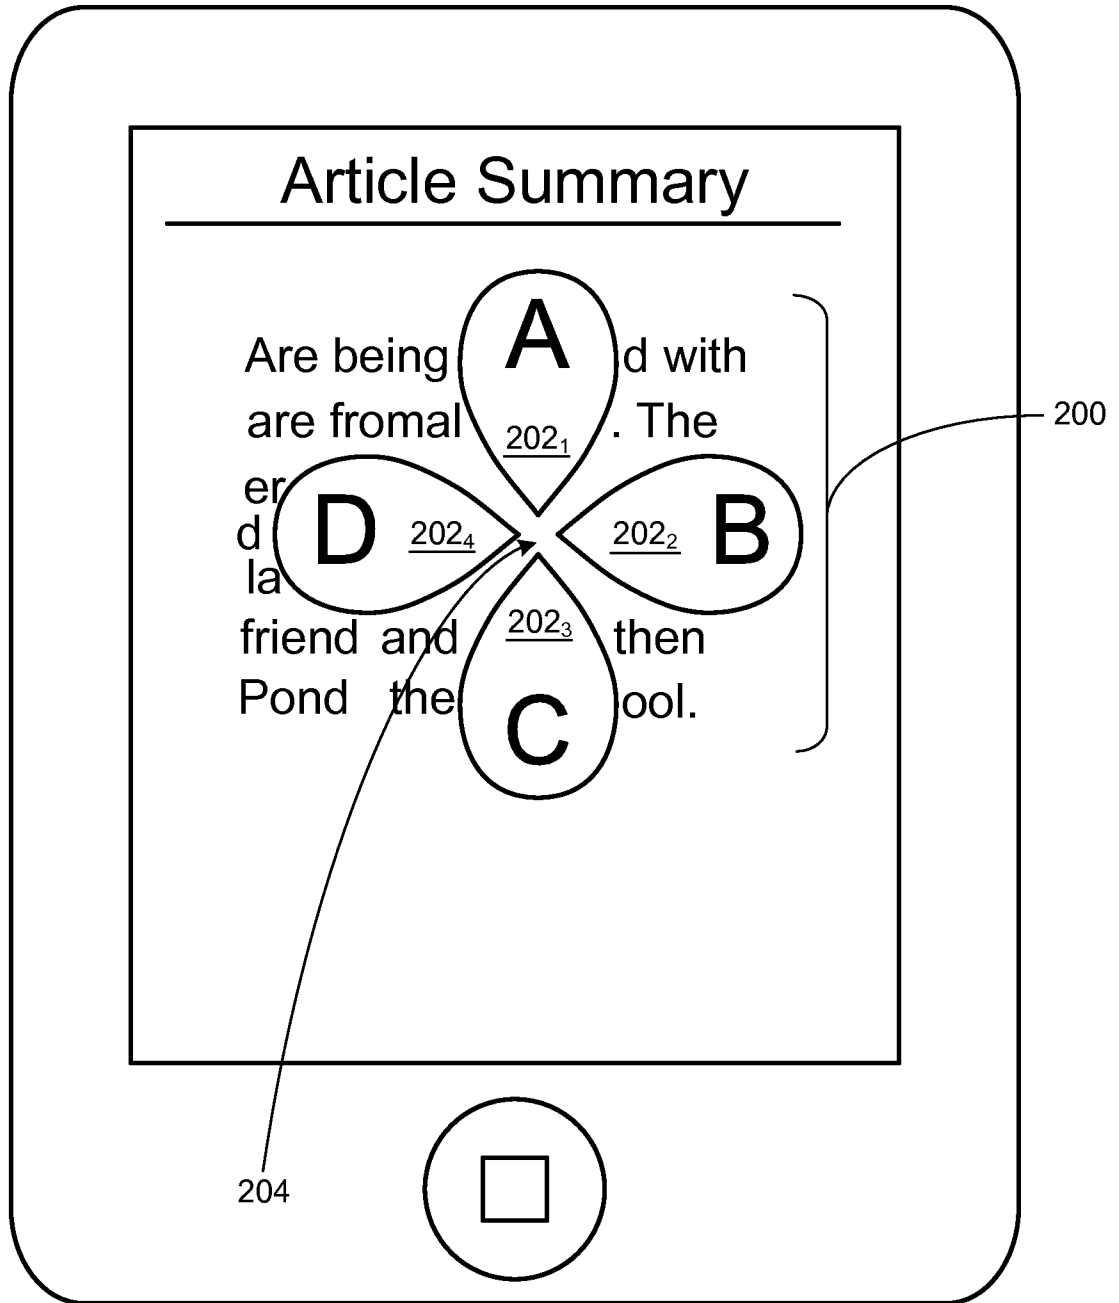 Article Summary
A
Are being d with
200
are fromal . The
202₁
er
D 202₄ 202₂ B
d
la
202₃
friend and then
Pond the ool.
C
204